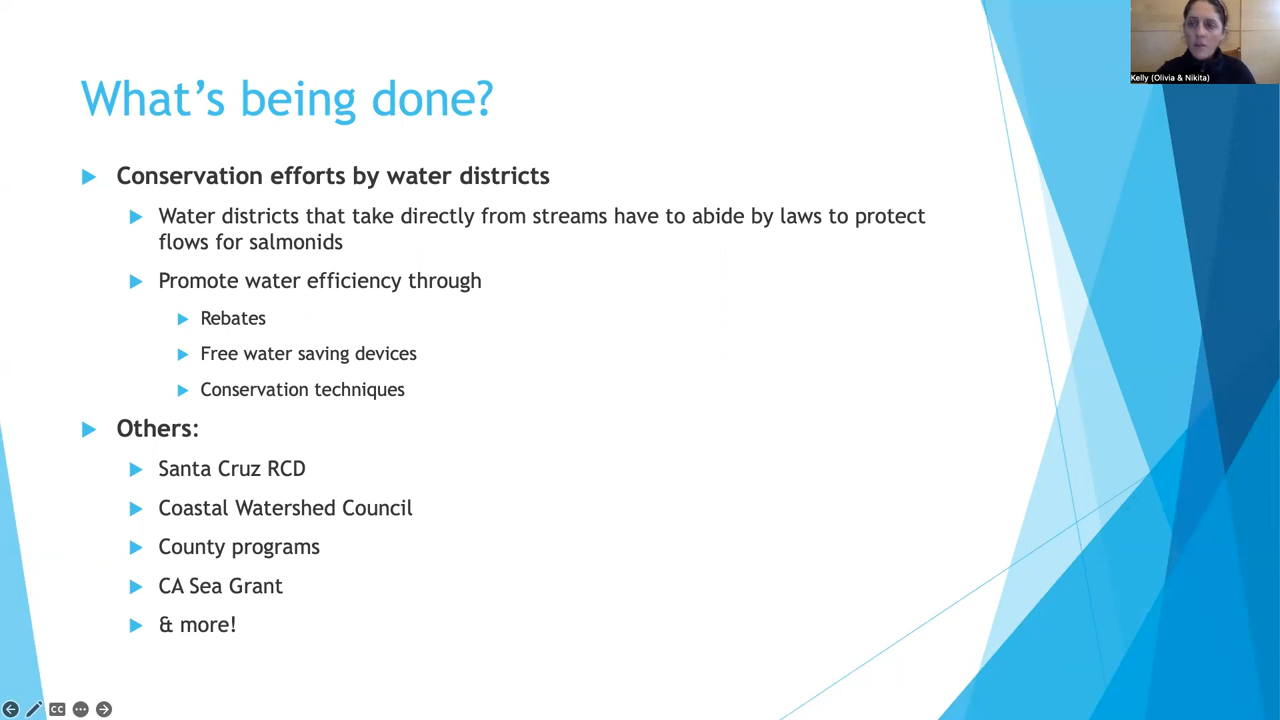 Kelly (Olivia & Nikita)
What's being done?
Conservation efforts by water districts
Water districts that take directly from streams have to abide by laws to protect
flows for salmonids
Promote water efficiency through
Rebates
Free water saving devices
Conservation techniques
Others:
Santa Cruz RCD
Coastal Watershed Council
County programs
CA Sea Grant
& more!
CC